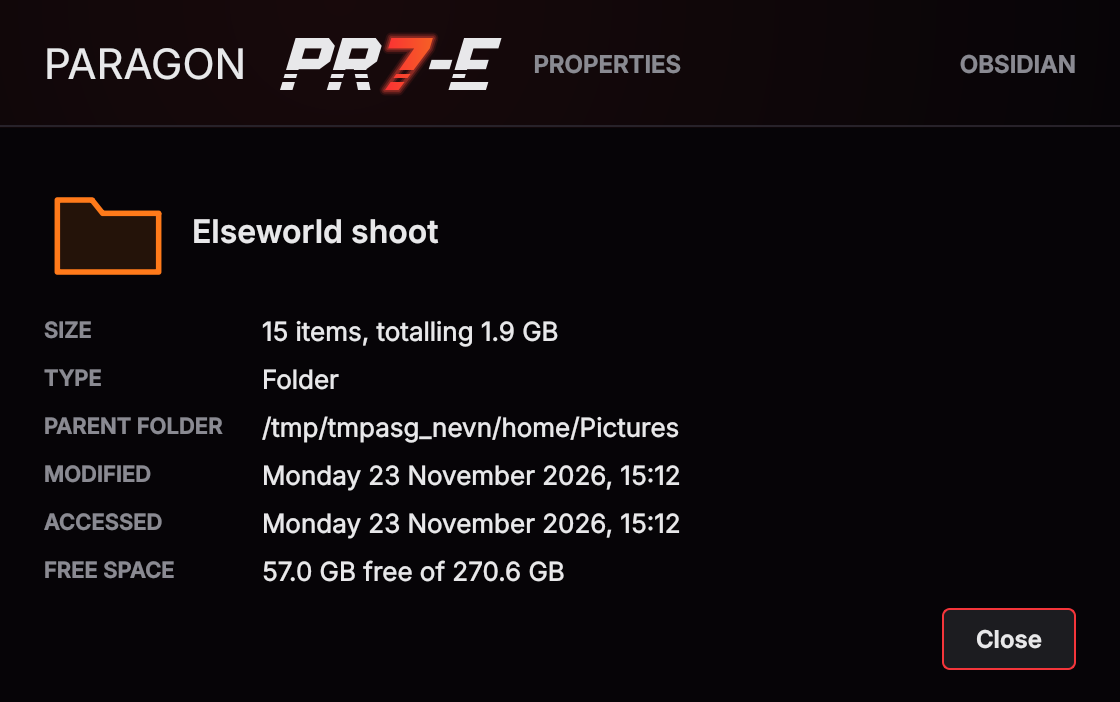 PARAGON PR7-E PROPERTIES OBSIDIAN
Elseworld shoot
SIZE 15 items, totalling 1.9 GB
TYPE Folder
PARENT FOLDER /tmp/tmpasg_nevn/home/Pictures
MODIFIED Monday 23 November 2026, 15:12
ACCESSED Monday 23 November 2026, 15:12
FREE SPACE 57.0 GB free of 270.6 GB
Close